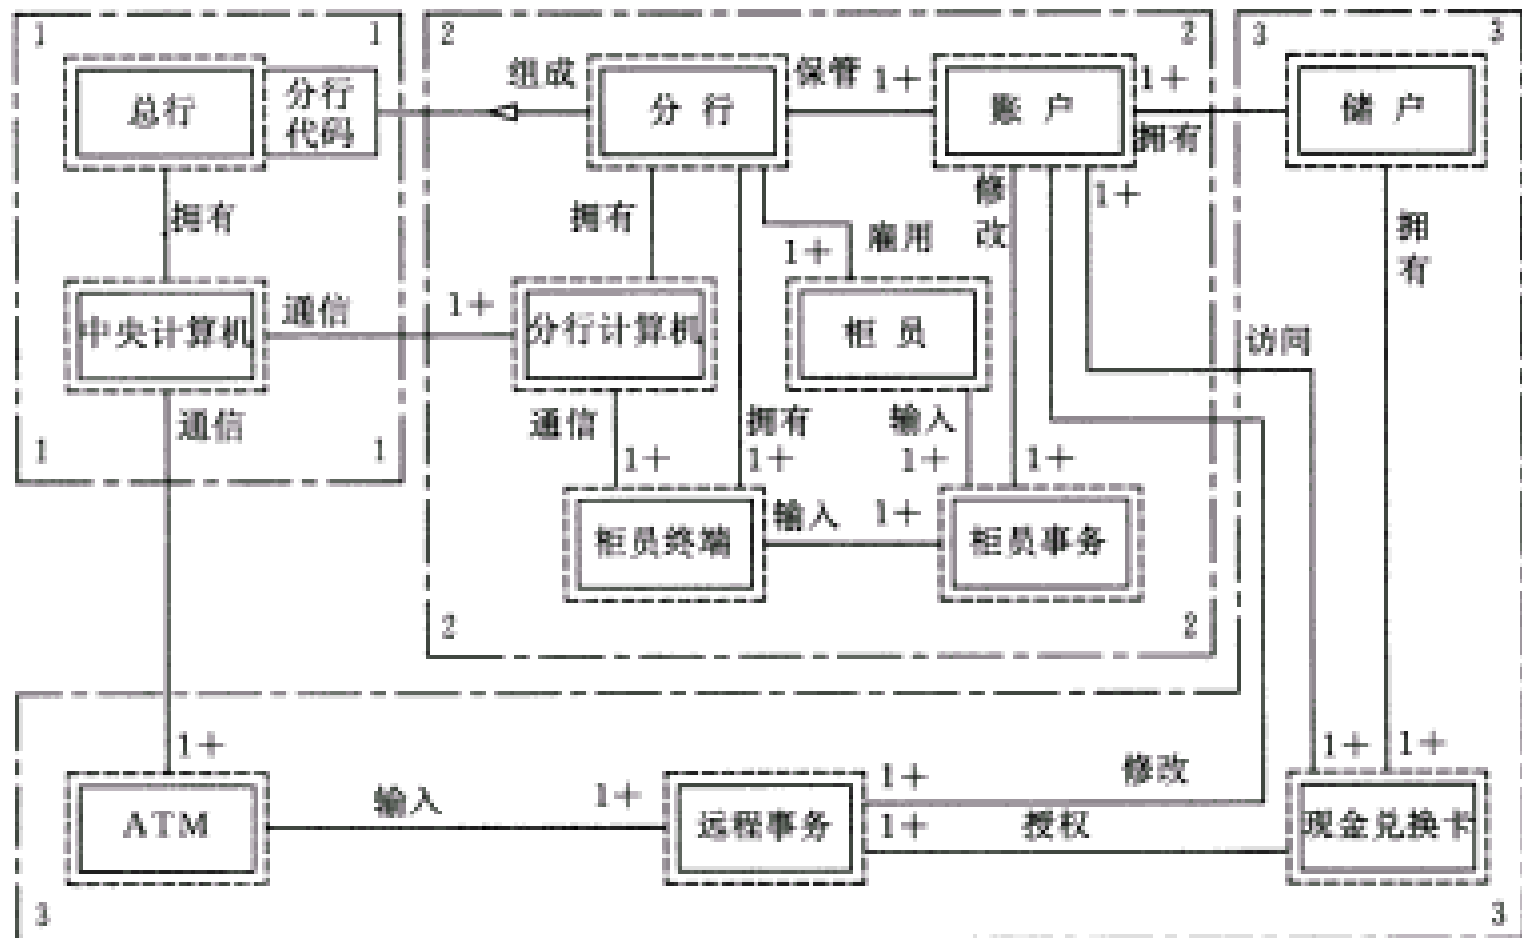 1 1 2 2 3 3
总行
分行
代码
组成
分行
保管
1+
账户
1+
拥有
储户
拥有
拥有
1+
雇用
修
改
1+
拥
有
中央计算机
通信
1+
分行计算机
柜员
访问
通信
1 1
通信
1+
拥有
1+
输入
1+
1+
柜员终端
输入
1+
柜员事务
2 2
1+
ATM
输入
1+
远程事务
1+
修改
1+
授权
1+
1+
现金兑换卡
3 3